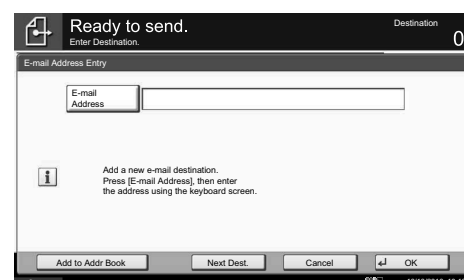 Ready to send.
Destination
Enter Destination.
0
E-mail Address Entry
E-mail
Address
Add a new e-mail destination.
Press [E-mail Address], then enter
the address using the keyboard screen.
Add to Addr Book
Next Dest.
Cancel
OK